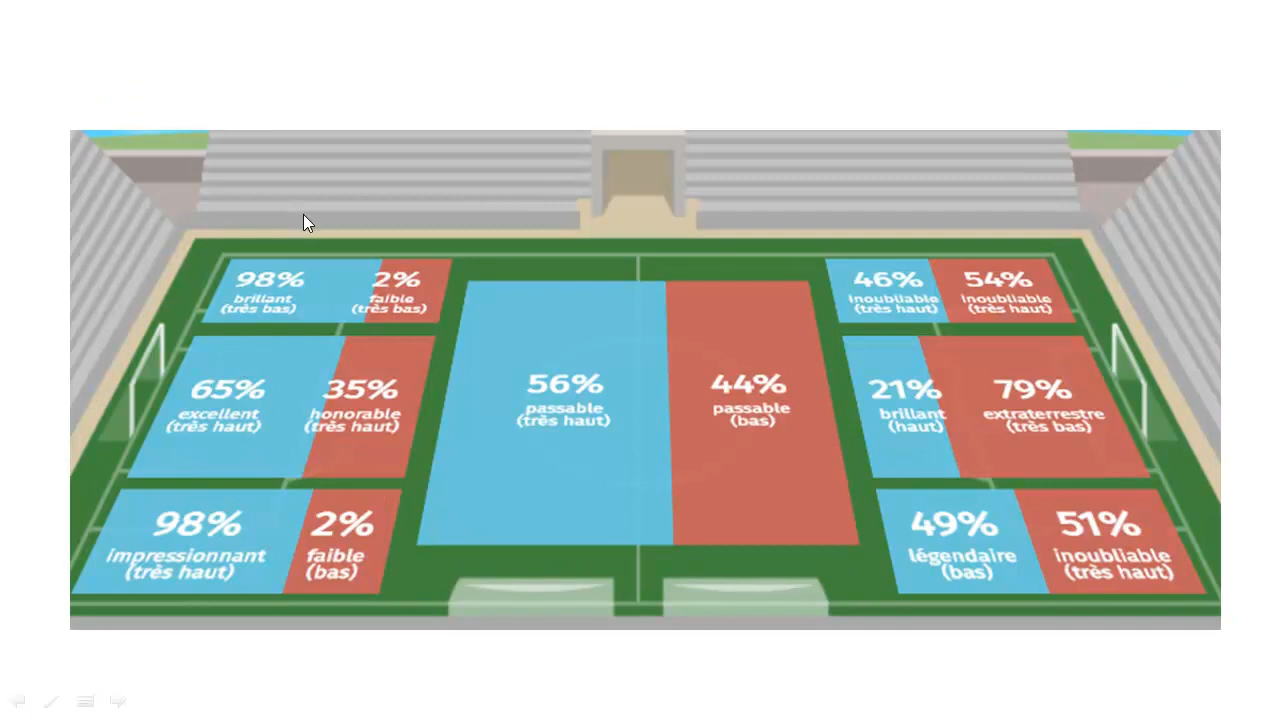 98% 2%
brillant faible
(très bas) (très bas)
46% 54%
inoubliable inoubliable
(très haut) (très haut)
65% 35%
excellent honorable
(très haut) (très haut)
56% 44%
passable passable
(très haut) (bas)
21% 79%
brillant extraterrestre
(haut) (très bas)
98% 2%
impressionnant faible
(très haut) (bas)
49% 51%
légendaire inoubliable
(bas) (très haut)